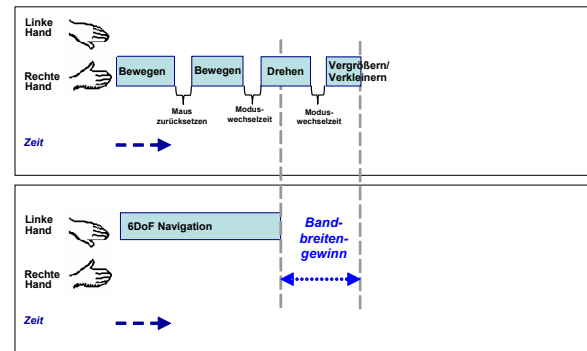 Linke
Hand
Rechte
Hand
Bewegen
Bewegen
Drehen
Vergrößern/
Verkleinern
Maus
zurücksetzen
Modus-
wechselzeit
Modus-
wechselzeit
Zeit
Linke
Hand
6DoF Navigation
Band-
breiten-
gewinn
Rechte
Hand
Zeit